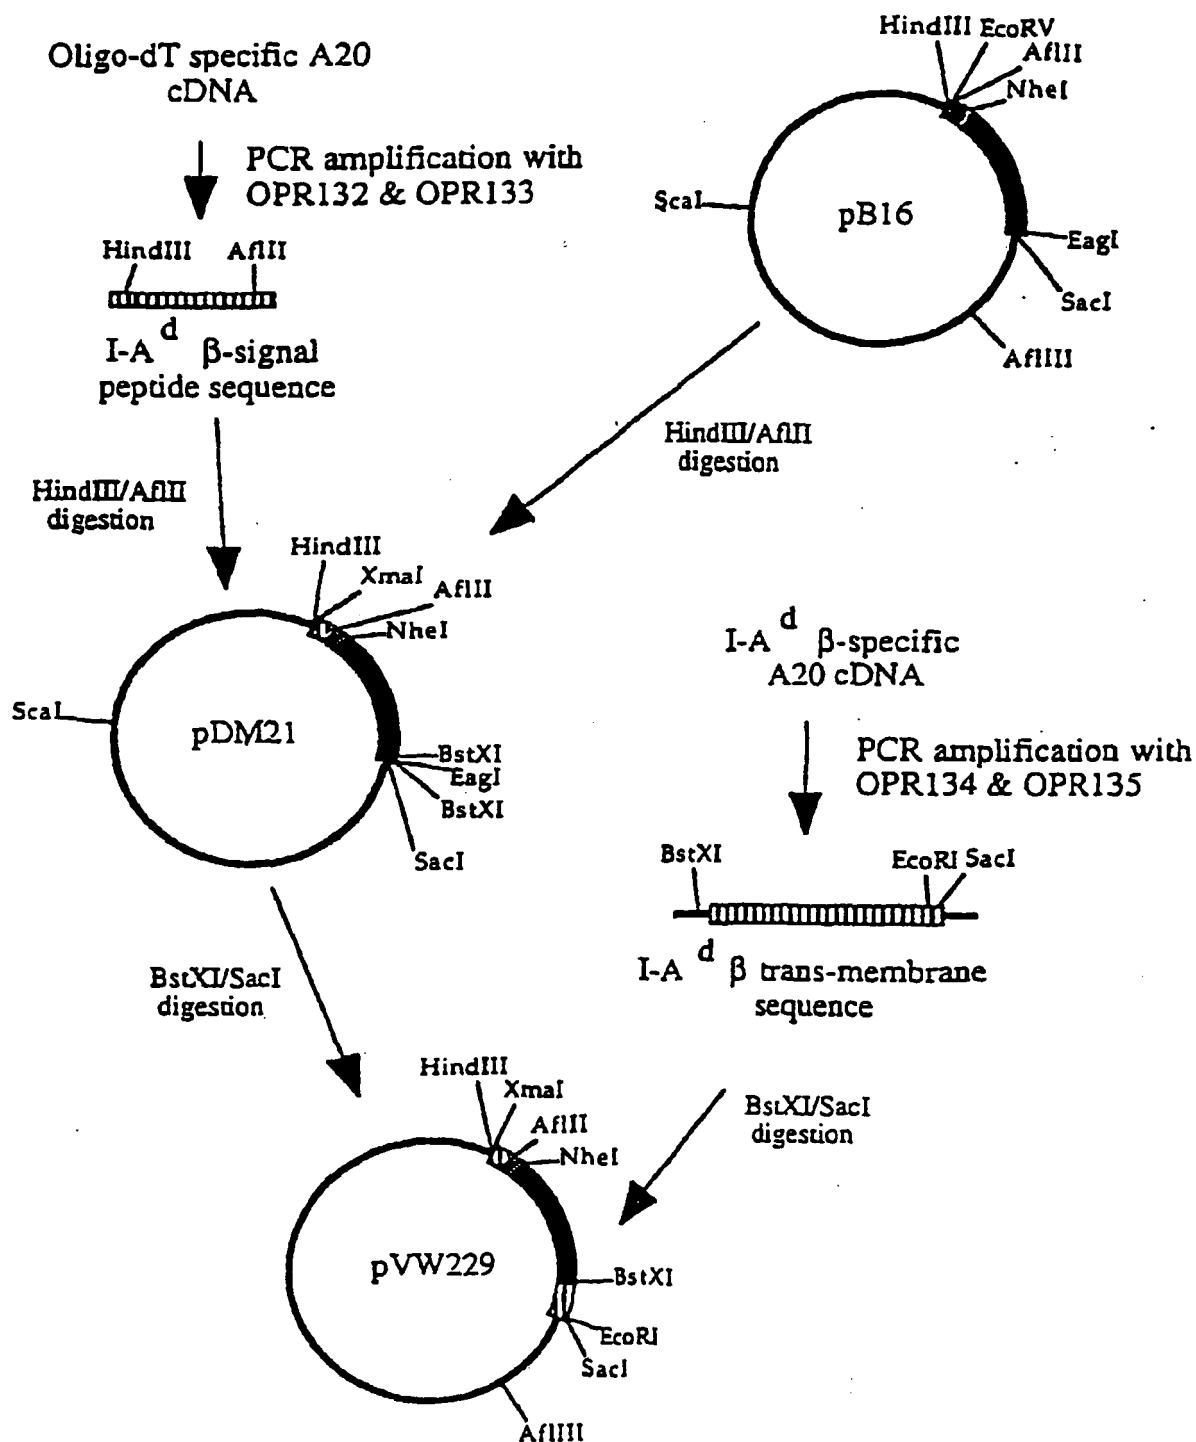 Oligo-dT specific A20
cDNA
PCR amplification with
OPR132 & OPR133
HindIII AflII
I-A d β-signal
peptide sequence
HindIII/AflII
digestion
HindIII EcoRV
AflII
NheI
ScaI
pB16
EagI
SacI
AflIII
HindIII/AflII
digestion
HindIII
XmaI
AflII
NheI
ScaI
pDM21
BstXI
EagI
BstXI
SacI
I-A d β-specific
A20 cDNA
PCR amplification with
OPR134 & OPR135
BstXI
EcoRI SacI
I-A d β trans-membrane
sequence
BstXI/SacI
digestion
BstXI/SacI
digestion
HindIII
XmaI
AflII
NheI
pVW229
BstXI
EcoRI
SacI
AflIII